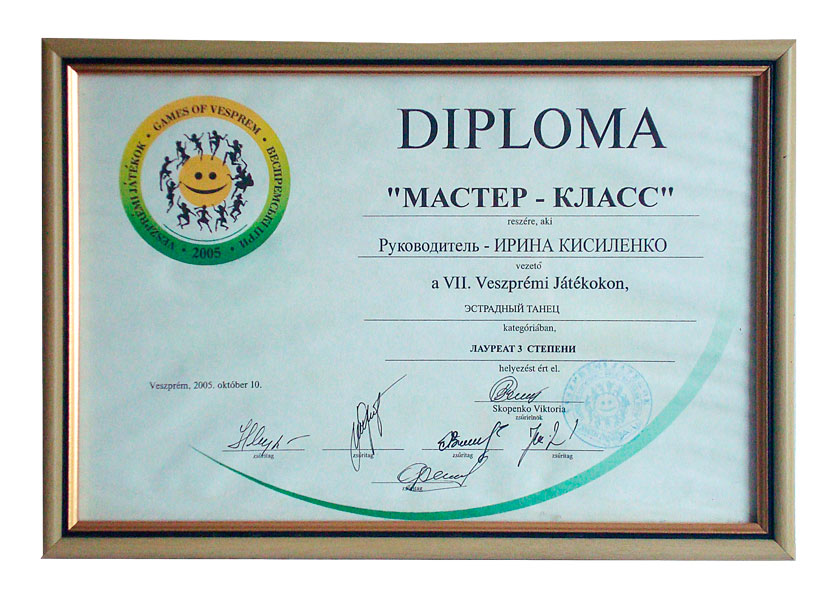 GAMES OF VESPREM • ВЕСПРЕМСЬКІ ІГРИ • 2005 • VESZPRÉMI JÁTÉKOK •
DIPLOMA
"МАСТЕР - КЛАСС"
reszére, aki
Руководитель - ИРИНА КИСИЛЕНКО
vezető
a VII. Veszprémi Játékokon,
ЭСТРАДНЫЙ ТАНЕЦ
kategóriában,
ЛАУРЕАТ 3 СТЕПЕНИ
helyezést ért el.
Veszprém, 2005. október 10.
Skopenko Viktoria
zsűrielnök
zsűritag
zsűritag
zsűritag
zsűritag
zsűritag